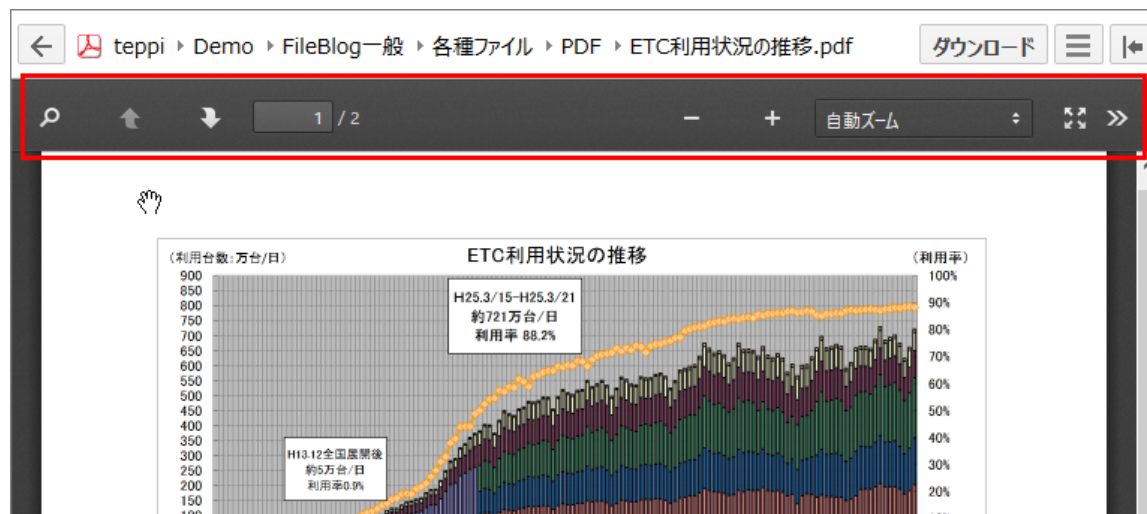 teppi Demo FileBlog一般 各種ファイル PDF ETC利用状況の推移.pdf ダウンロード
1 / 2 自動ズーム
(利用台数:万台/日) ETC利用状況の推移 (利用率)
900 100%
850
800 90%
750
700 80%
650
600 70%
550
500 60%
450
400 50%
350
300 40%
250
200 30%
150 20%
H25.3/15-H25.3/21
約721万台/日
利用率 88.2%
H13.12全国展開後
約5万台/日
利用率0.9%